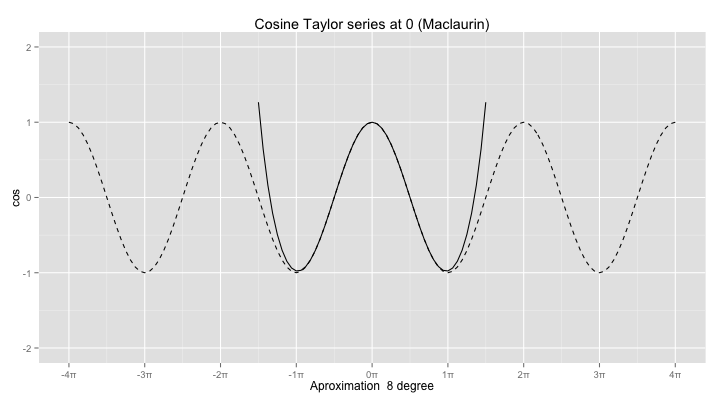 Cosine Taylor series at 0 (Maclaurin)
2
1
0
-1
-2
cos
-4π -3π -2π -1π 0π 1π 2π 3π 4π
Aproximation  8 degree